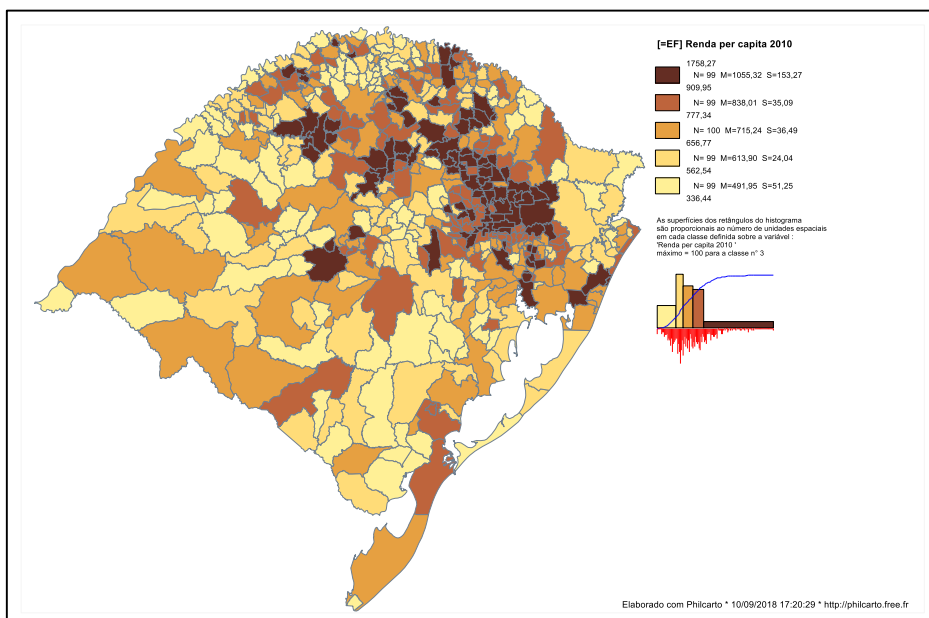 [=EF] Renda per capita 2010
1758,27
N= 99 M=1055,32 S=153,27
909,95
N= 99 M=838,01 S=35,09
777,34
N= 100 M=715,24 S=36,49
656,77
N= 99 M=613,90 S=24,04
562,54
N= 99 M=491,95 S=51,25
336,44
As superfícies dos retângulos do histograma
são proporcionais ao número de unidades espaciais
em cada classe definida sobre a variável :
'Renda per capita 2010 '
máximo = 100 para a classe n° 3
Elaborado com Philcarto * 10/09/2018 17:20:29 * http://philcarto.free.fr